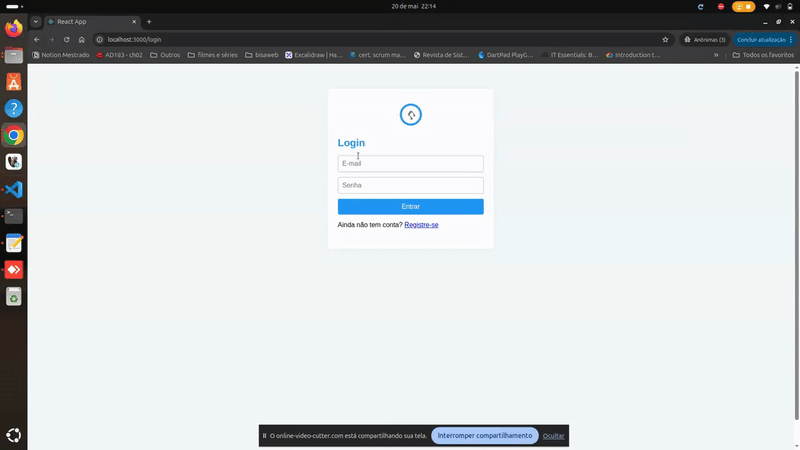 20 de mai 22:14
React App
localhost:3000/login
Anônimas (3)
Concluir atualização
Notion Mestrado
AD183 - ch02
Outros
filmes e séries
bisaweb
Excalidraw | Ha...
cert. scrum ma...
Revista de Sist...
DartPad PlayG...
IT Essentials: B...
Introduction t...
»
Todos os favoritos
Login
E-mail
Senha
Entrar
Ainda não tem conta? Registre-se
O online-video-cutter.com está compartilhando sua tela.
Interromper compartilhamento
Ocultar